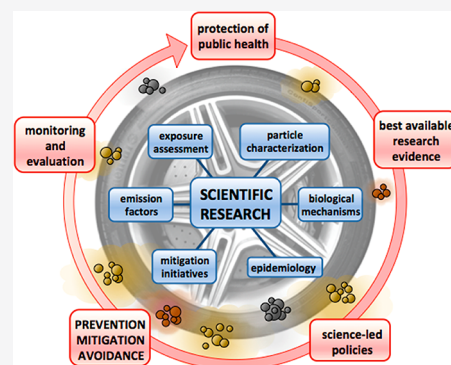 protection of
public health
monitoring
and
evaluation
best available
research
evidence
exposure
assessment
particle
characterization
emission
factors
SCIENTIFIC
RESEARCH
biological
mechanisms
mitigation
initiatives
epidemiology
PREVENTION
MITIGATION
AVOIDANCE
science-led
policies